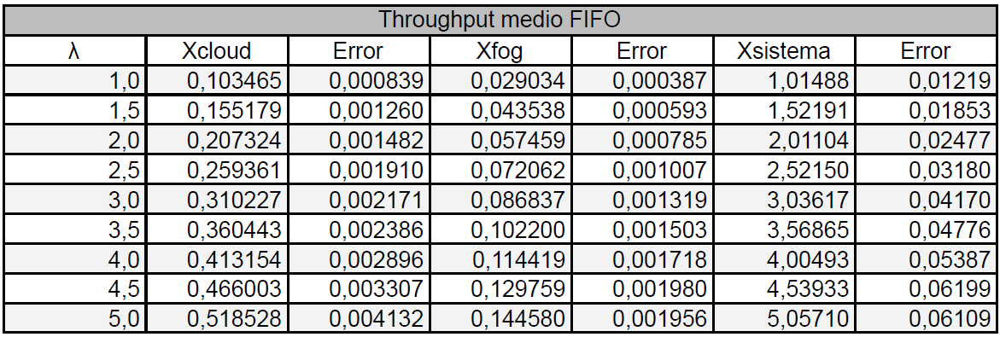 Throughput medio FIFO
λ Xcloud Error Xfog Error Xsistema Error
1,0 0,103465 0,000839 0,029034 0,000387 1,01488 0,01219
1,5 0,155179 0,001260 0,043538 0,000593 1,52191 0,01853
2,0 0,207324 0,001482 0,057459 0,000785 2,01104 0,02477
2,5 0,259361 0,001910 0,072062 0,001007 2,52150 0,03180
3,0 0,310227 0,002171 0,086837 0,001319 3,03617 0,04170
3,5 0,360443 0,002386 0,102200 0,001503 3,56865 0,04776
4,0 0,413154 0,002896 0,114419 0,001718 4,00493 0,05387
4,5 0,466003 0,003307 0,129759 0,001980 4,53933 0,06199
5,0 0,518528 0,004132 0,144580 0,001956 5,05710 0,06109